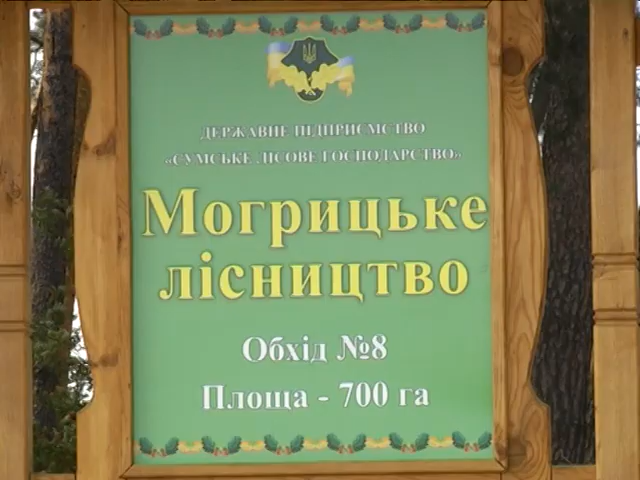 ДЕРЖАВНЕ ПІДПРИЄМСТВО
«СУМСЬКЕ ЛІСОВЕ ГОСПОДАРСТВО»
Могрицьке
лісництво
Обхід №8
Площа - 700 га